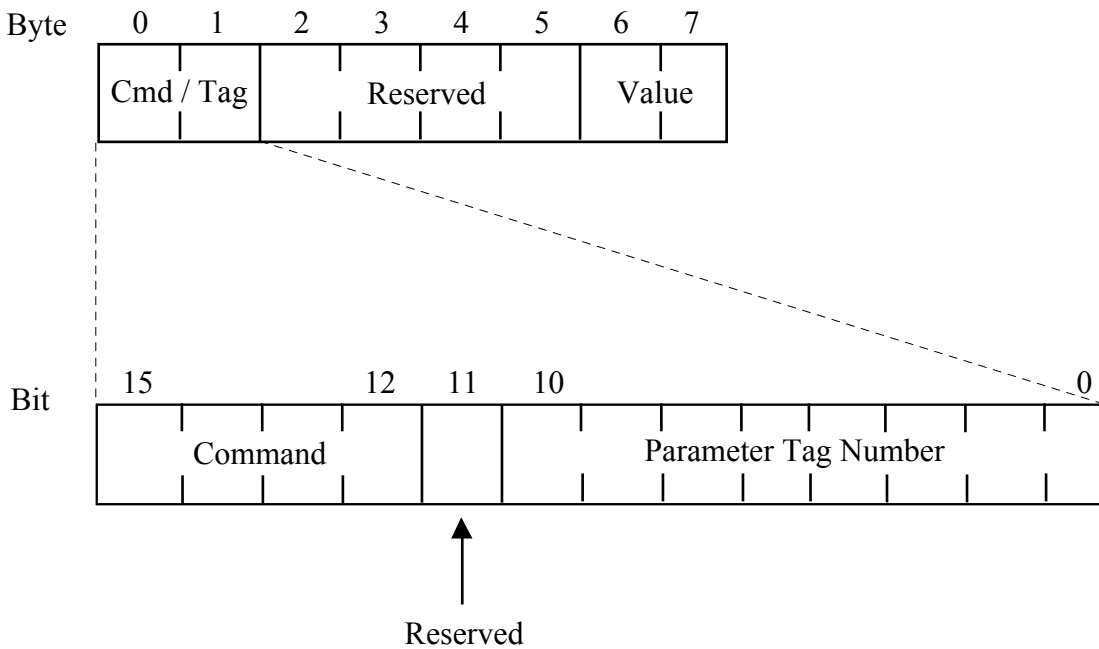 Byte 0 1 2 3 4 5 6 7
Cmd / Tag Reserved Value
Bit 15 12 11 10 0
Command Parameter Tag Number
Reserved